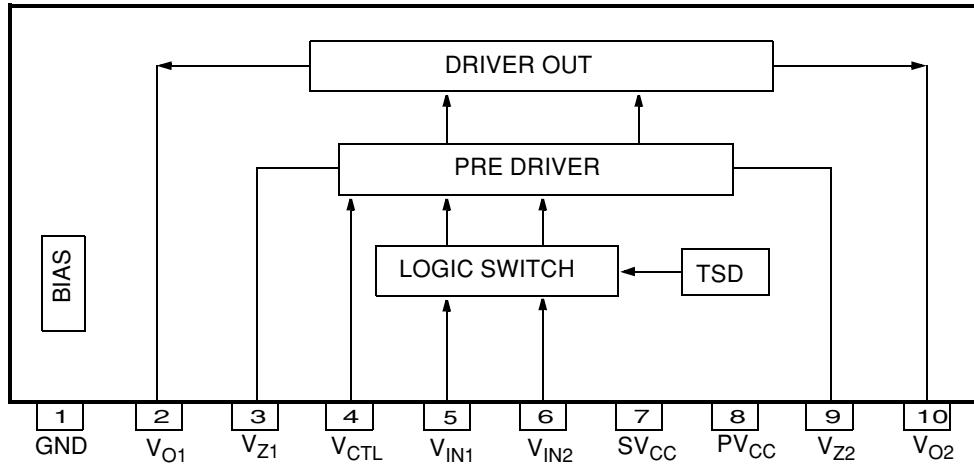 DRIVER OUT
PRE DRIVER
LOGIC SWITCH
TSD
BIAS
1 2 3 4 5 6 7 8 9 10
GND VO1 VZ1 VCTL VIN1 VIN2 SVCC PVCC VZ2 VO2